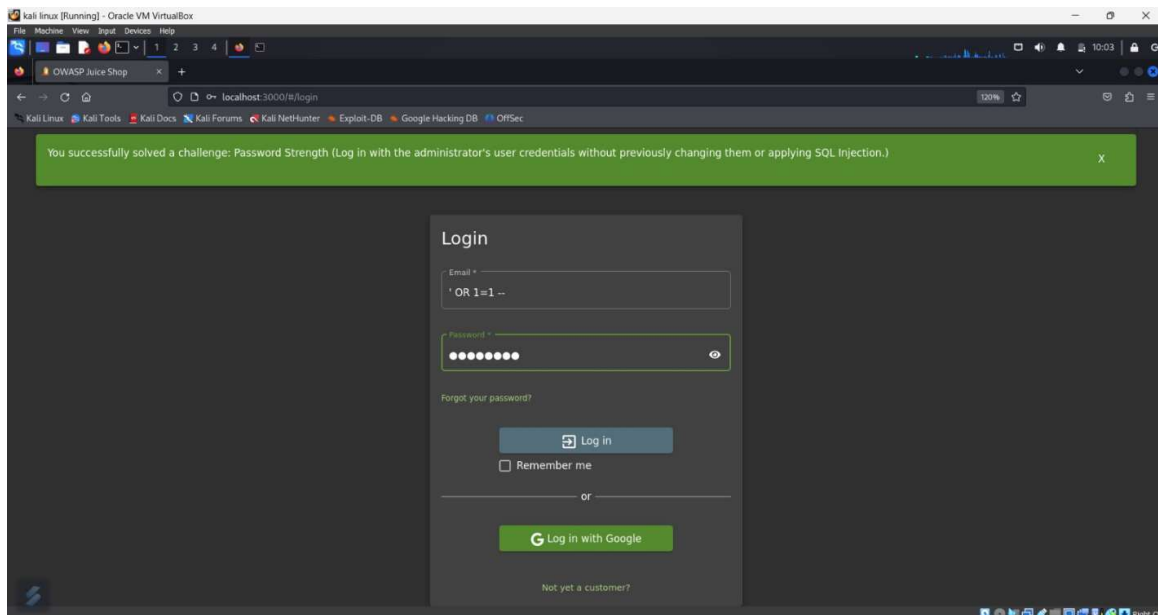 kali linux [Running] - Oracle VM VirtualBox
File Machine View Input Devices Help
1 2 3 4
10:03
OWASP Juice Shop
localhost:3000/#/login
120%
Kali Linux Kali Tools Kali Docs Kali Forums Kali NetHunter Exploit-DB Google Hacking DB OffSec
You successfully solved a challenge: Password Strength (Log in with the administrator's user credentials without previously changing them or applying SQL Injection.)
X
Login
Email *
' OR 1=1 --
Password *
Forgot your password?
Log in
Remember me
or
G Log in with Google
Not yet a customer?